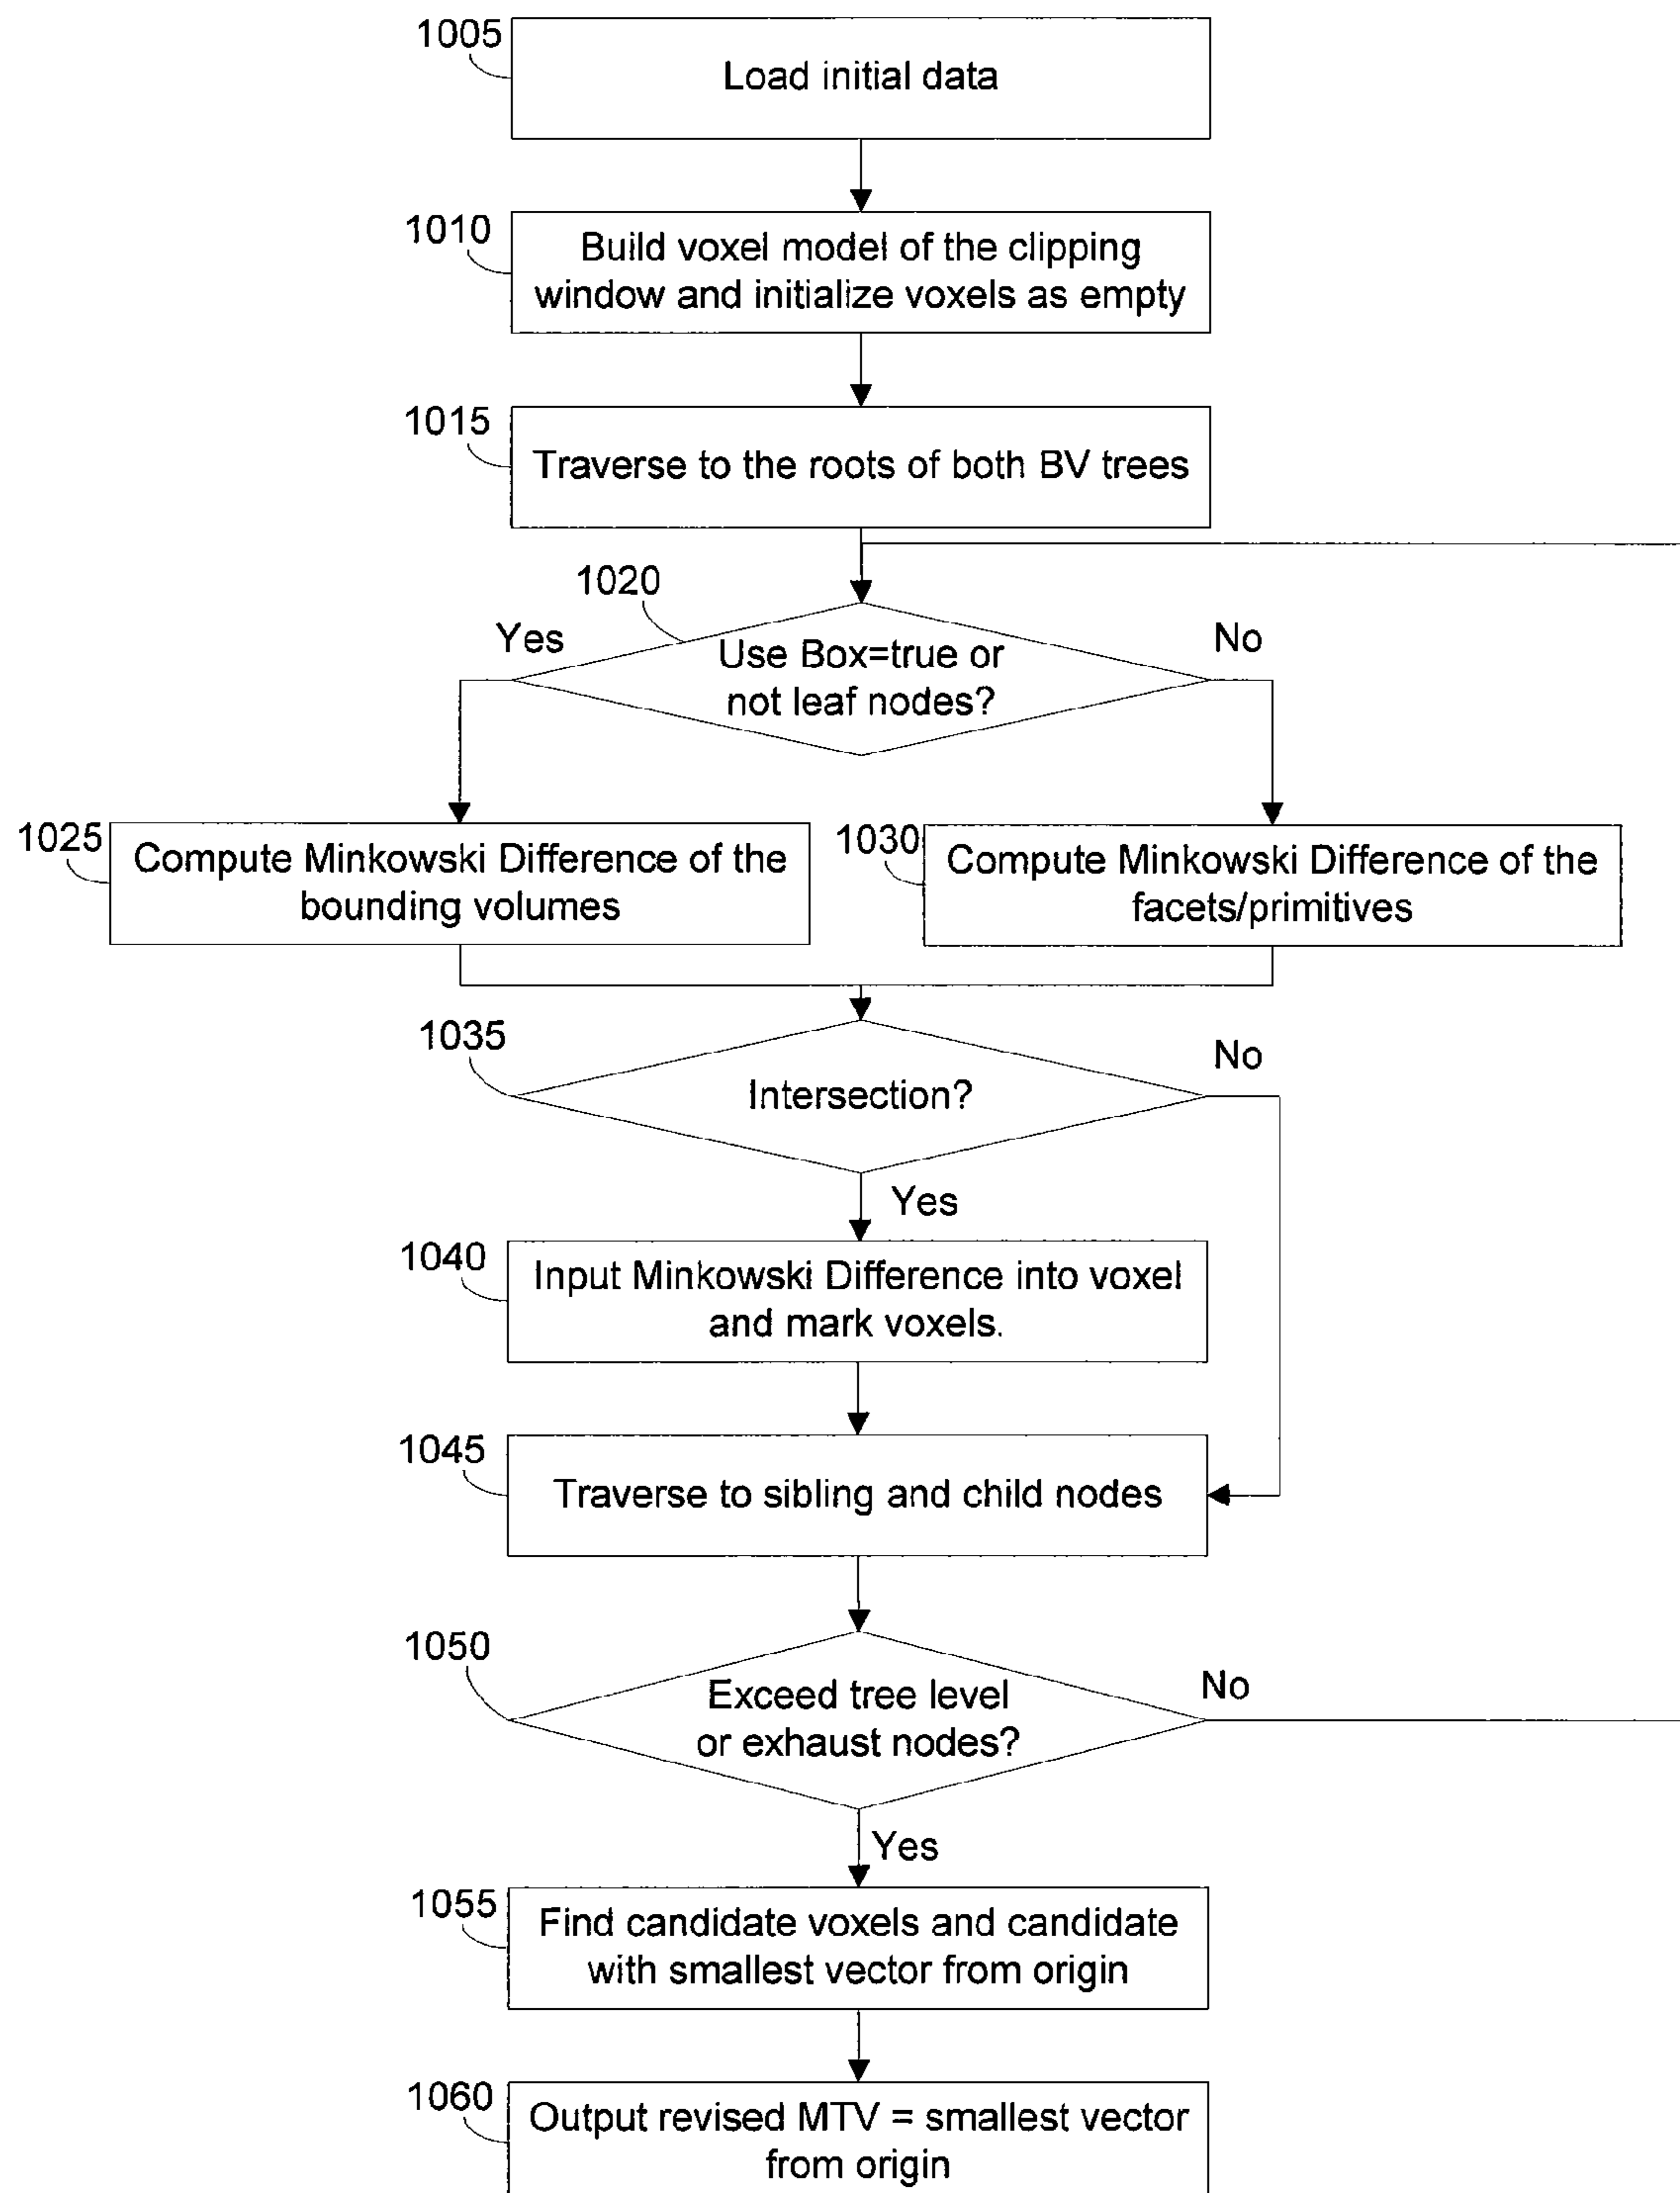 1005
Load initial data
1010
Build voxel model of the clipping
window and initialize voxels as empty
1015
Traverse to the roots of both BV trees
1020
Yes
No
Use Box=true or
not leaf nodes?
1025
Compute Minkowski Difference of the
bounding volumes
1030
Compute Minkowski Difference of the
facets/primitives
1035
No
Intersection?
Yes
1040
Input Minkowski Difference into voxel
and mark voxels.
1045
Traverse to sibling and child nodes
1050
No
Exceed tree level
or exhaust nodes?
Yes
1055
Find candidate voxels and candidate
with smallest vector from origin
1060
Output revised MTV = smallest vector
from origin